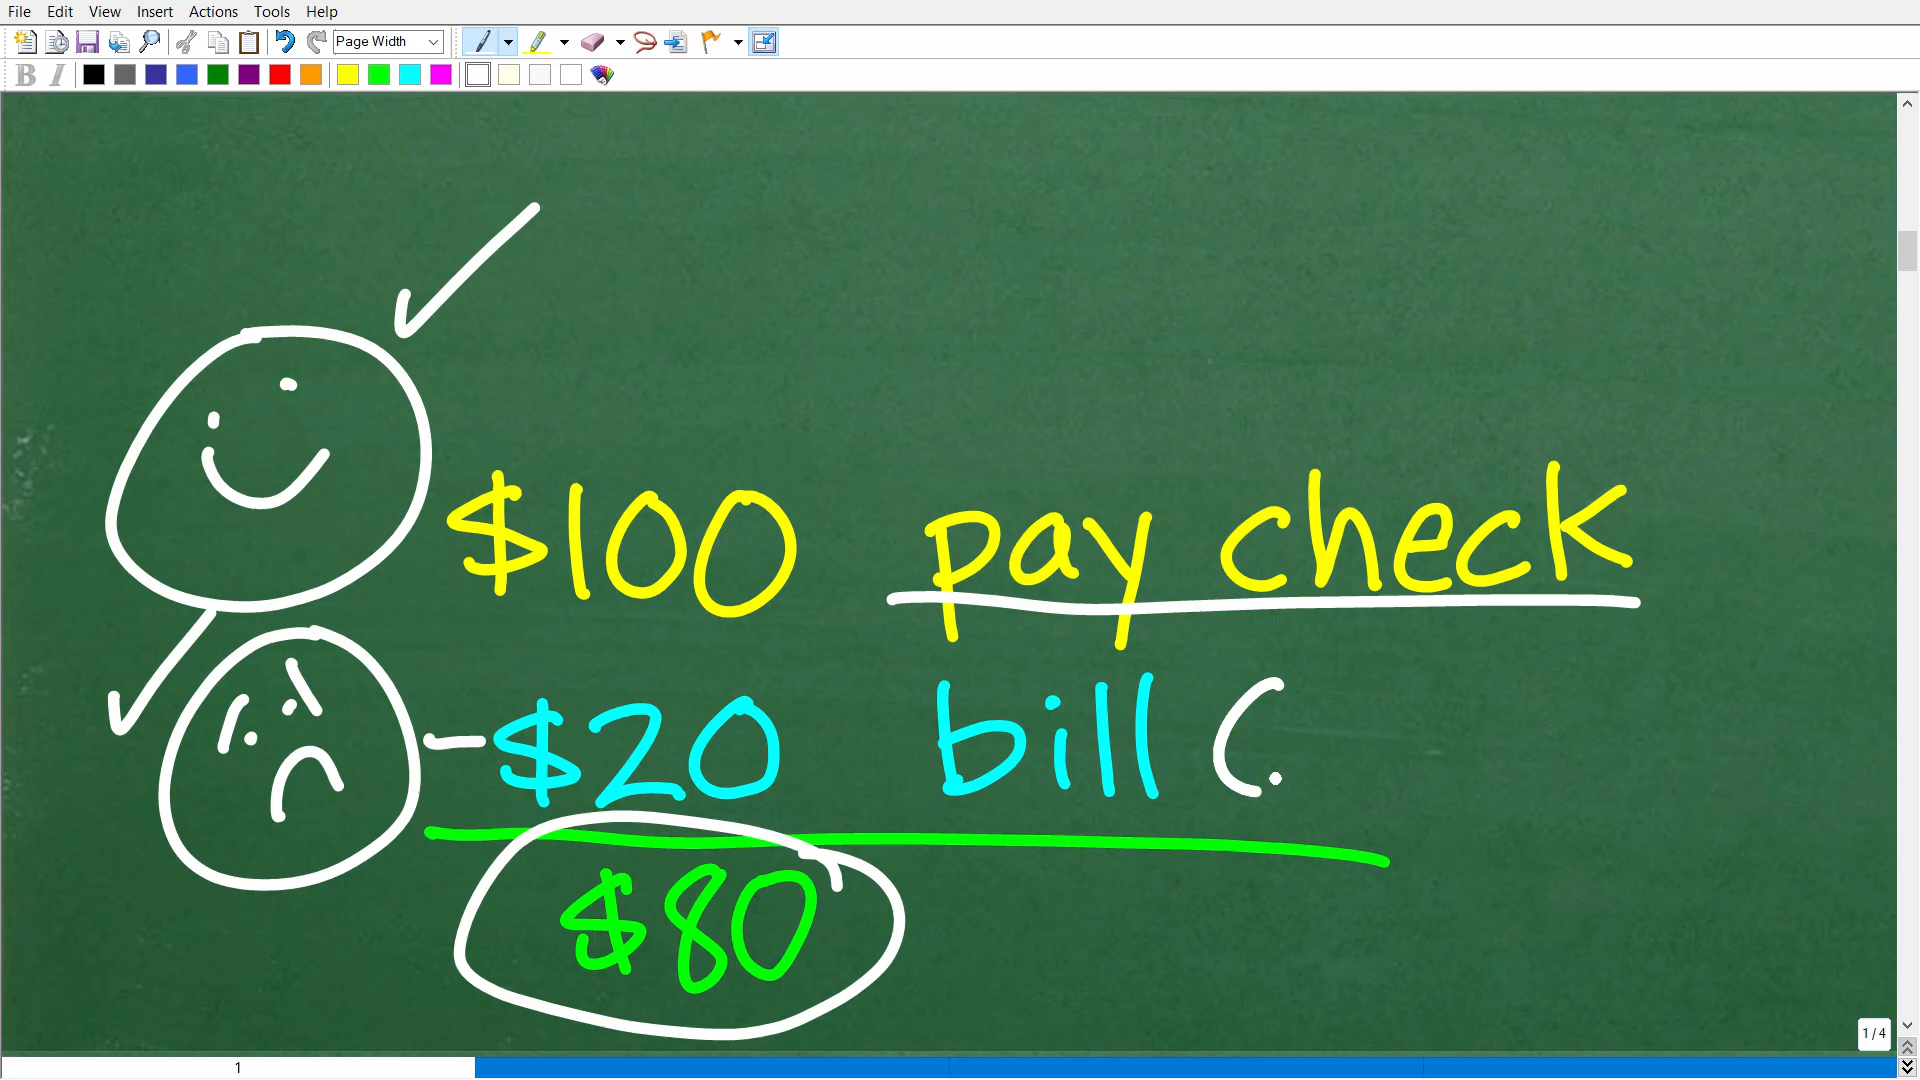 File Edit View Insert Actions Tools Help
Page Width
B I
$100 pay check
-$20 bill (
$80
1 / 4
1